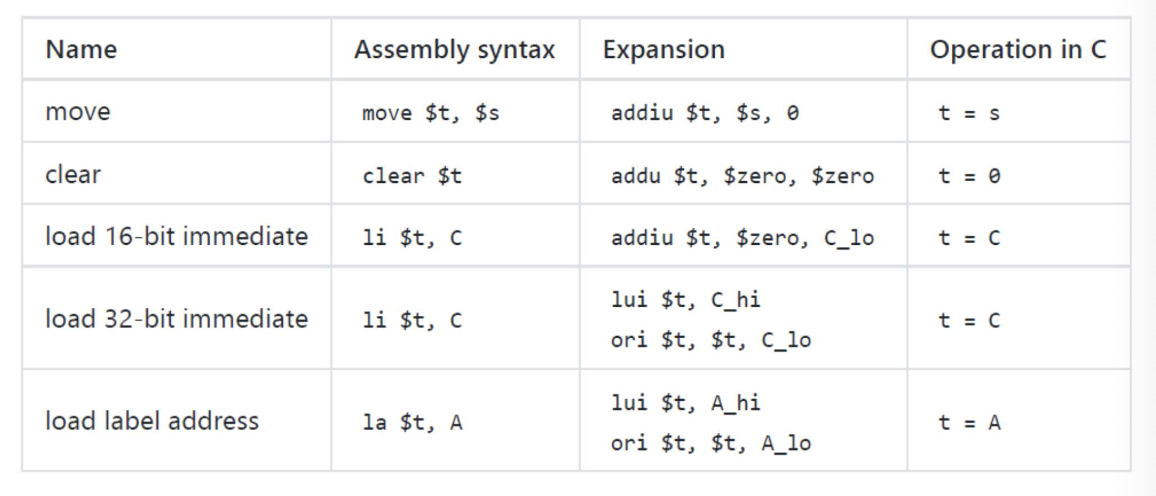 Name Assembly syntax Expansion Operation in C
move move $t, $s addiu $t, $s, 0 t = s
clear clear $t addu $t, $zero, $zero t = 0
load 16-bit immediate li $t, C addiu $t, $zero, C_lo t = C
load 32-bit immediate li $t, C lui $t, C_hi
ori $t, $t, C_lo t = C
load label address la $t, A lui $t, A_hi
ori $t, $t, A_lo t = A